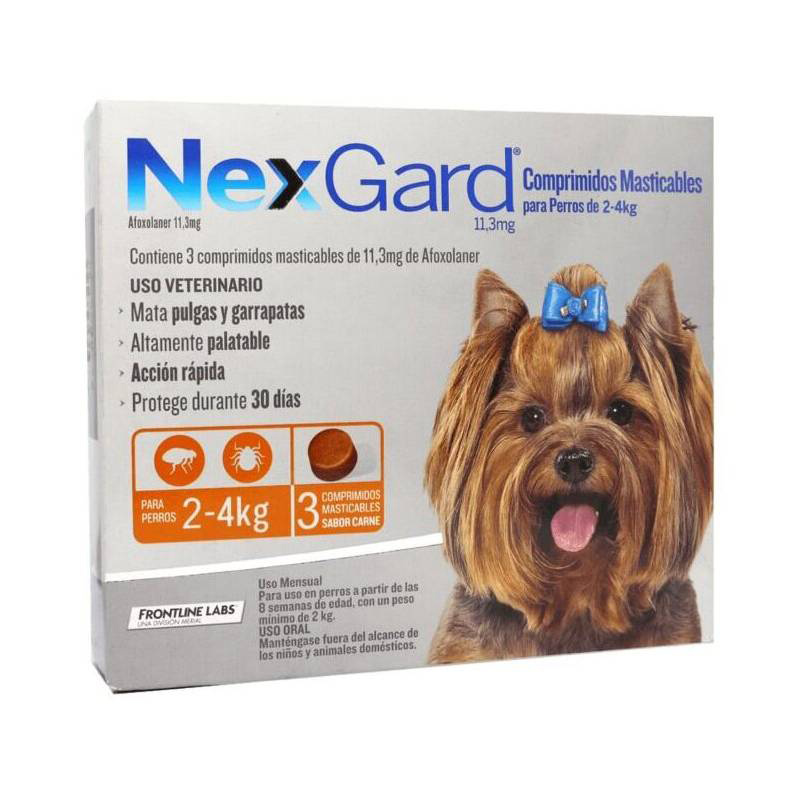 NexGard®
Comprimidos Masticables
para Perros de 2-4kg
Afoxolaner 11,3mg
11,3mg
Contiene 3 comprimidos masticables de 11,3mg de Afoxolaner
USO VETERINARIO
› Mata pulgas y garrapatas
› Altamente palatable
› Acción rápida
› Protege durante 30 días
PARA
PERROS 2-4kg
3 COMPRIMIDOS
MASTICABLES
SABOR CARNE
FRONTLINE LABS
UNA DIVISIÓN MERIAL
Uso Mensual
Para uso en perros a partir de las
8 semanas de edad, con un peso
mínimo de 2 kg.
USO ORAL
Manténgase fuera del alcance de
los niños y animales domésticos.